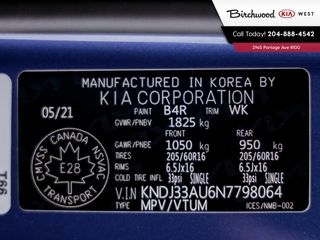 Birchwood KIA WEST
Call Today! 204-888-4542
3965 Portage Ave #100
MANUFACTURED IN KOREA BY
KIA CORPORATION
05/21 PAINT B4R TRIM WK
GVWR/PNBV 1825 kg
FRONT REAR
GAWR/PNBE 1050 kg 950 kg
TIRES 205/60R16 205/60R16
RIMS 6.5Jx16 6.5Jx16
COLD TIRE INFL 33psi SINGLE 33psi SINGLE
V.I.N KNDJ33AU6N7798064
TYPE MPV/VTUM ICES/NMB-002
CANADA
CMVSS NSVAC
E28
TRANSPORT